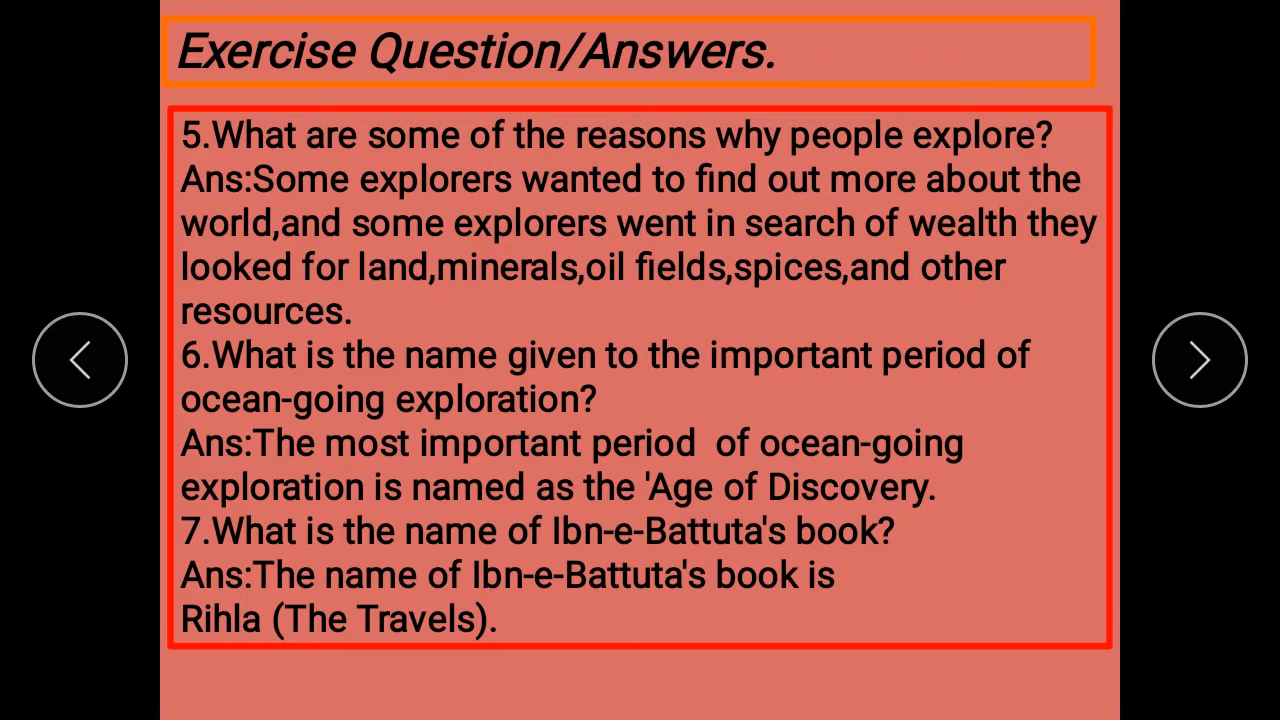 Exercise Question/Answers.
5.What are some of the reasons why people explore?
Ans:Some explorers wanted to find out more about the
world,and some explorers went in search of wealth they
looked for land,minerals,oil fields,spices,and other
resources.
6.What is the name given to the important period of
ocean-going exploration?
Ans:The most important period  of ocean-going
exploration is named as the 'Age of Discovery.
7.What is the name of Ibn-e-Battuta's book?
Ans:The name of Ibn-e-Battuta's book is
Rihla (The Travels).